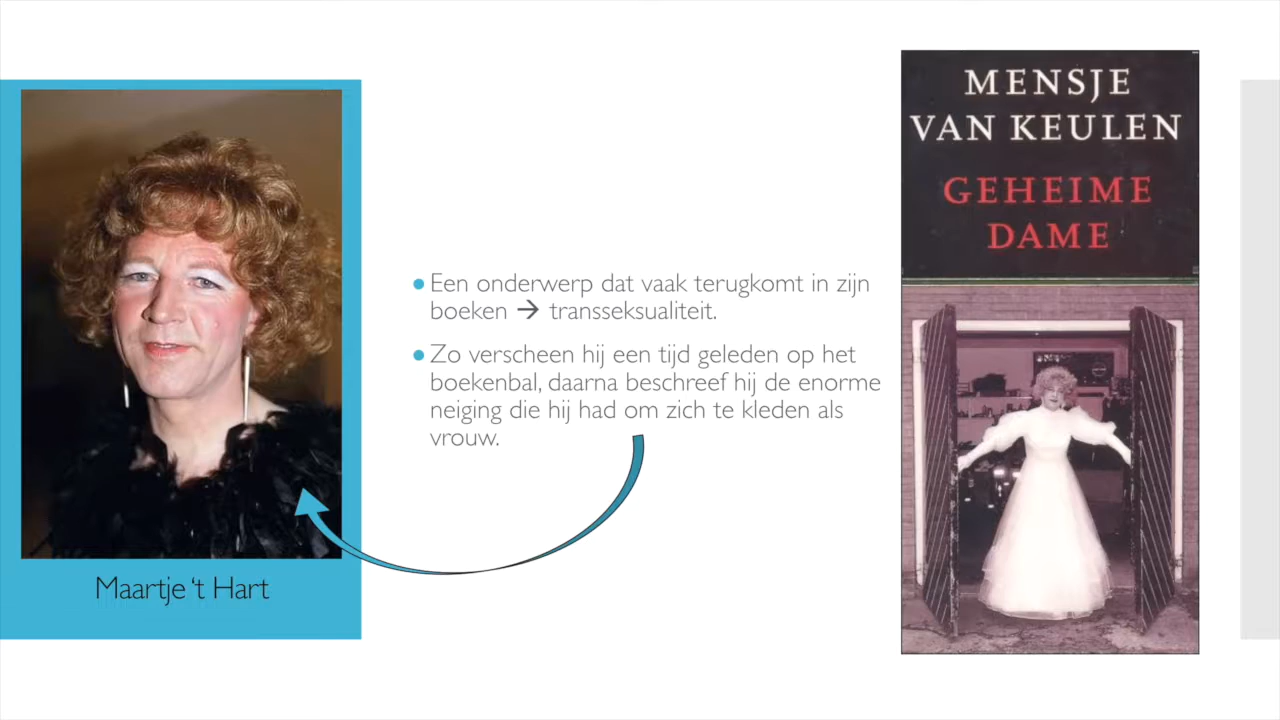 MENSJE
VAN KEULEN
GEHEIME
DAME
● Een onderwerp dat vaak terugkomt in zijn
boeken → transseksualiteit.
● Zo verscheen hij een tijd geleden op het
boekenbal, daarna beschreef hij de enorme
neiging die hij had om zich te kleden als
vrouw.
Maartje ‘t Hart